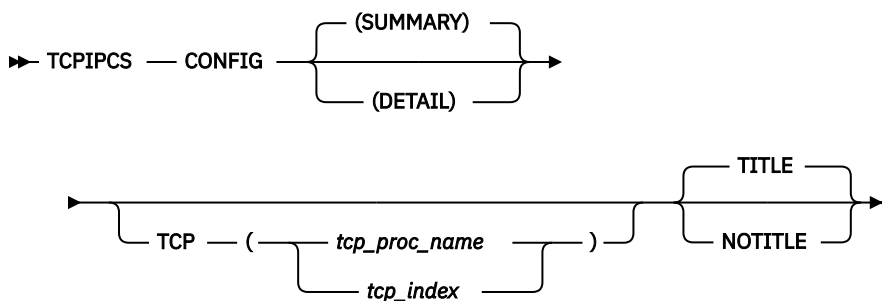 (SUMMARY)
TCPIPCS CONFIG
(DETAIL)
TITLE
TCP ( tcp_proc_name ) NOTITLE
tcp_index